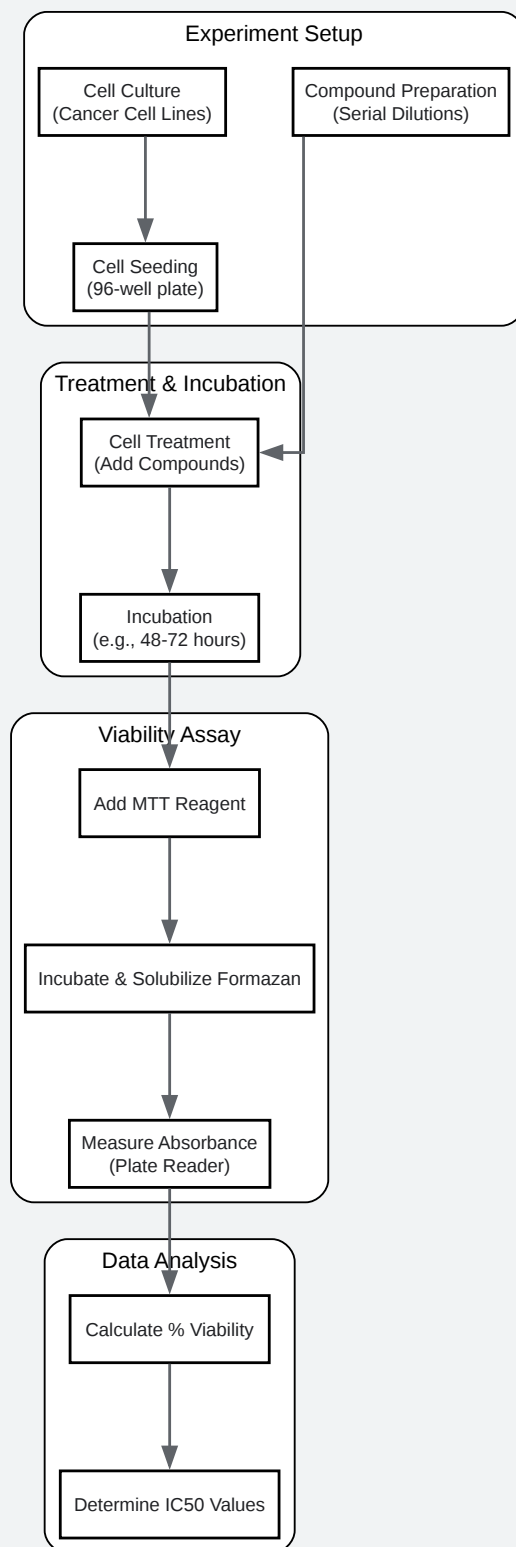 Experiment Setup
Cell Culture
(Cancer Cell Lines)
Compound Preparation
(Serial Dilutions)
Cell Seeding
(96-well plate)
Treatment & Incubation
Cell Treatment
(Add Compounds)
Incubation
(e.g., 48-72 hours)
Viability Assay
Add MTT Reagent
Incubate & Solubilize Formazan
Measure Absorbance
(Plate Reader)
Data Analysis
Calculate % Viability
Determine IC50 Values